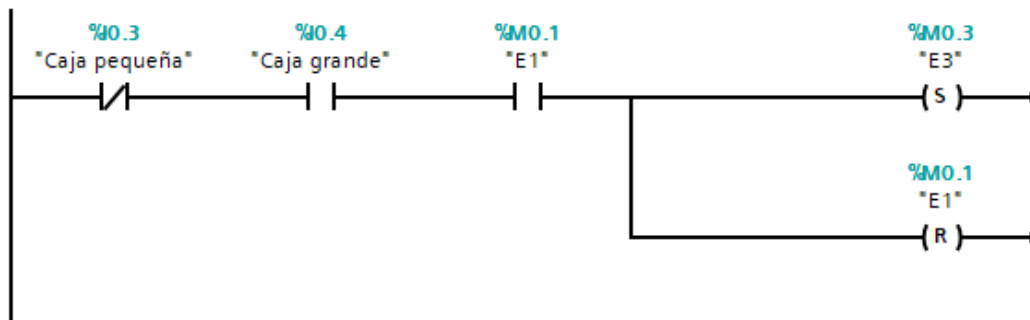 %I0.3 %I0.4 %M0.1 %M0.3
"Caja pequeña" "Caja grande" "E1" "E3"
S
%M0.1
"E1"
R